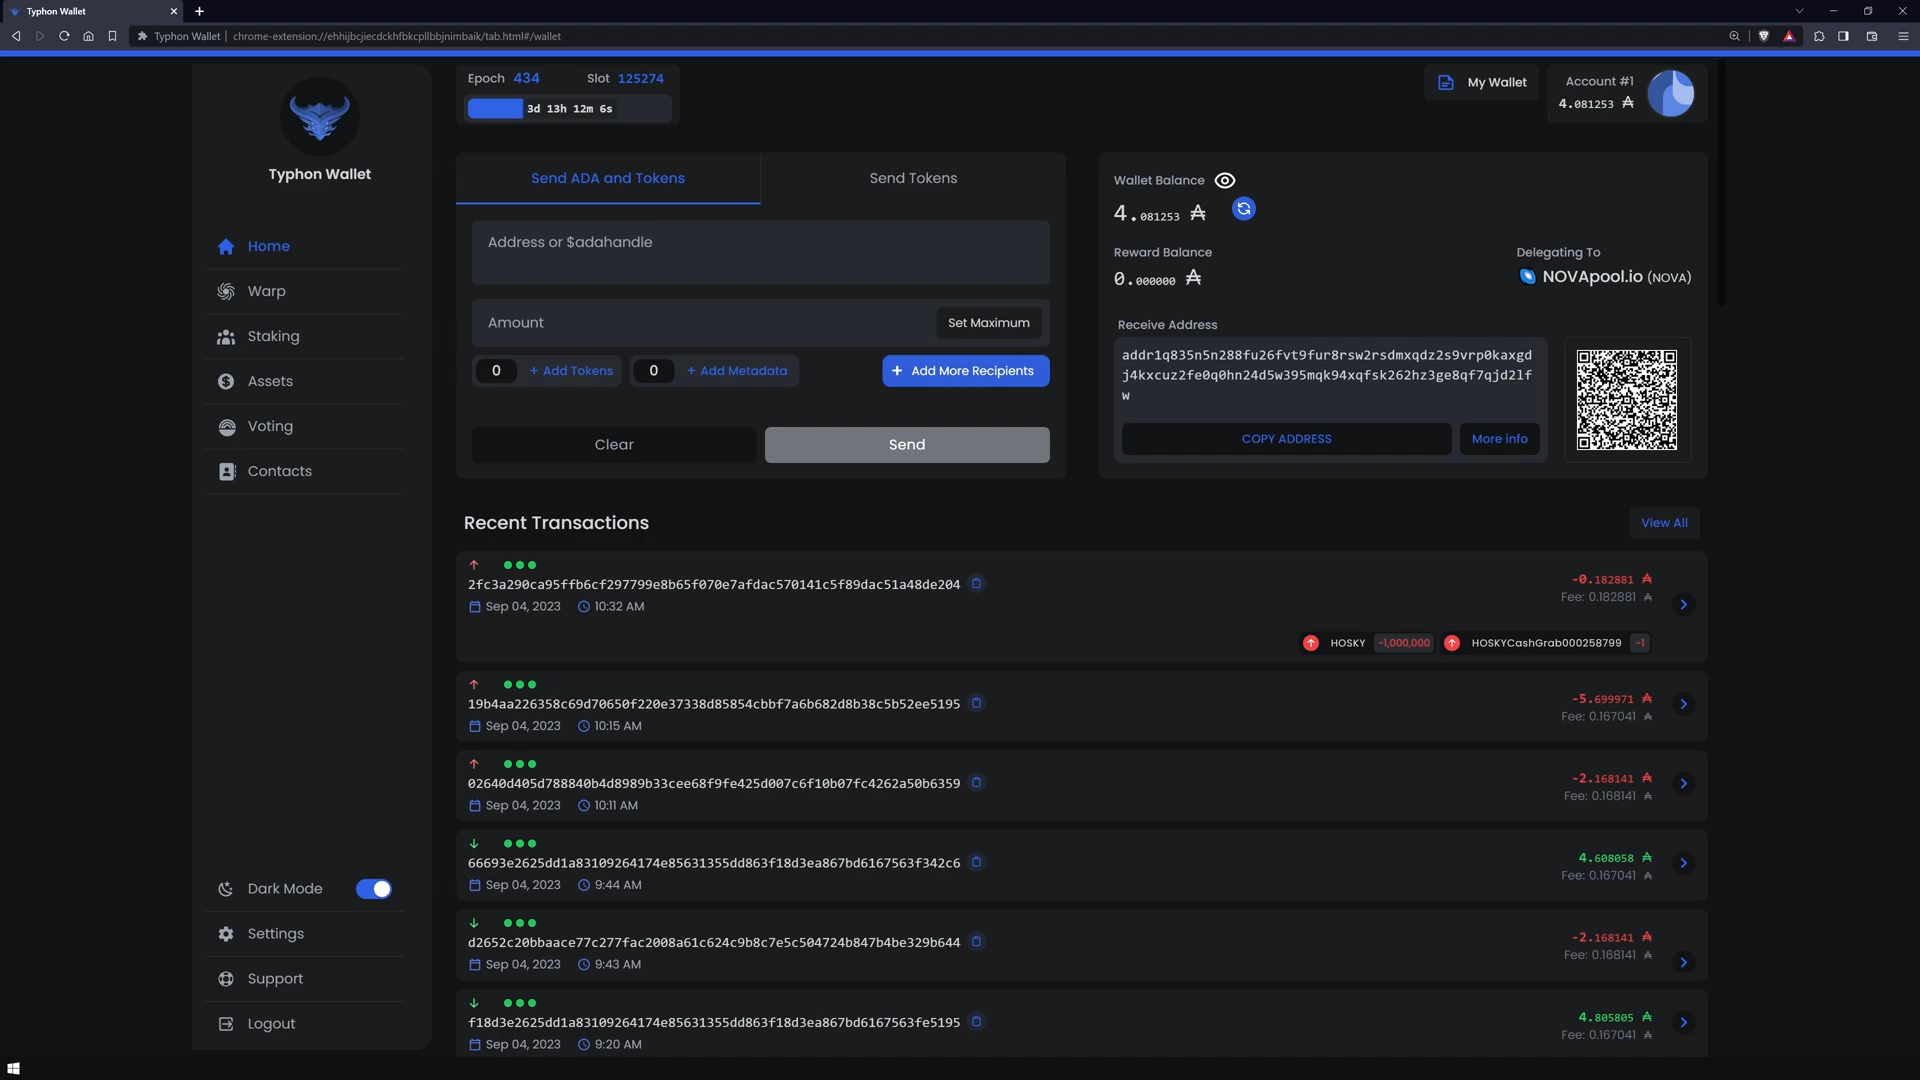 Typhon Wallet
Typhon Wallet | chrome-extension://ehhijbcjiecdckhfbkcpllbbjnimbaik/tab.html#/wallet
Typhon Wallet
Home
Warp
Staking
Assets
Voting
Contacts
Dark Mode
Settings
Support
Logout
Epoch 434 Slot 125274
3d 13h 12m 6s
My Wallet
Account #1
4.081253 ₳
Send ADA and Tokens
Send Tokens
Address or $adahandle
Amount
Set Maximum
0 + Add Tokens
0 + Add Metadata
+ Add More Recipients
Clear
Send
Wallet Balance
4.081253 ₳
Reward Balance
0.000000 ₳
Delegating To
NOVApool.io (NOVA)
Receive Address
addr1q835n5n288fu26fvt9fur8rsw2rsdmxqdz2s9vrp0kaxgd
j4kxcuz2fe0q0hn24d5w395mqk94xqfsk262hz3ge8qf7qjd2lf
w
COPY ADDRESS
More info
Recent Transactions
View All
2fc3a290ca95ffb6cf297799e8b65f070e7afdac570141c5f89dac51a48de204
Sep 04, 2023 10:32 AM
-0.182881 ₳
Fee: 0.182881 ₳
HOSKY -1,000,000 HOSKYCashGrab000258799 -1
19b4aa226358c69d70650f220e37338d85854cbbf7a6b682d8b38c5b52ee5195
Sep 04, 2023 10:15 AM
-5.699971 ₳
Fee: 0.167041 ₳
02640d405d788840b4d8989b33cee68f9fe425d007c6f10b07fc4262a50b6359
Sep 04, 2023 10:11 AM
-2.168141 ₳
Fee: 0.168141 ₳
66693e2625dd1a83109264174e85631355dd863f18d3ea867bd6167563f342c6
Sep 04, 2023 9:44 AM
4.608058 ₳
Fee: 0.167041 ₳
d2652c20bbaace77c277fac2008a61c624c9b8c7e5c504724b847b4be329b644
Sep 04, 2023 9:43 AM
-2.168141 ₳
Fee: 0.168141 ₳
f18d3e2625dd1a83109264174e85631355dd863f18d3ea867bd6167563fe5195
Sep 04, 2023 9:20 AM
4.805805 ₳
Fee: 0.167041 ₳